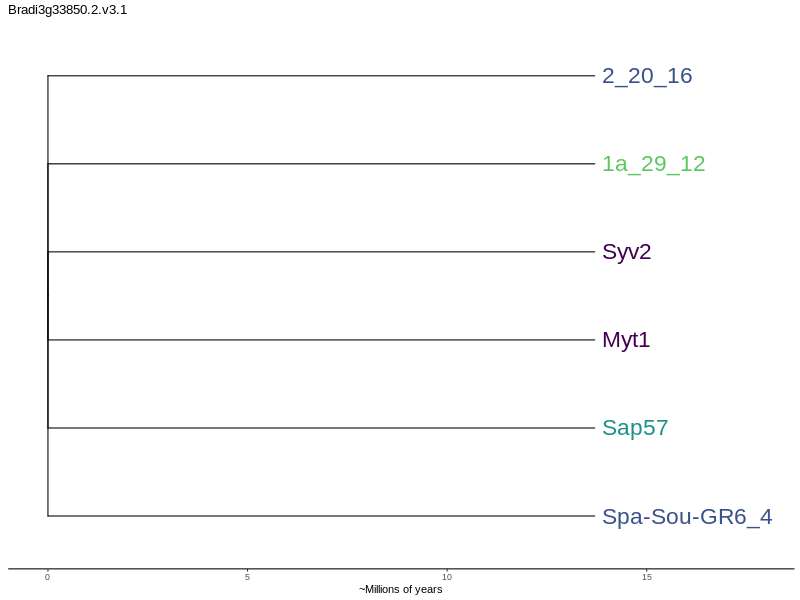 Bradi3g33850.2.v3.1
2_20_16
1a_29_12
Syv2
Myt1
Sap57
Spa-Sou-GR6_4
0 5 10 15
~Millions of years